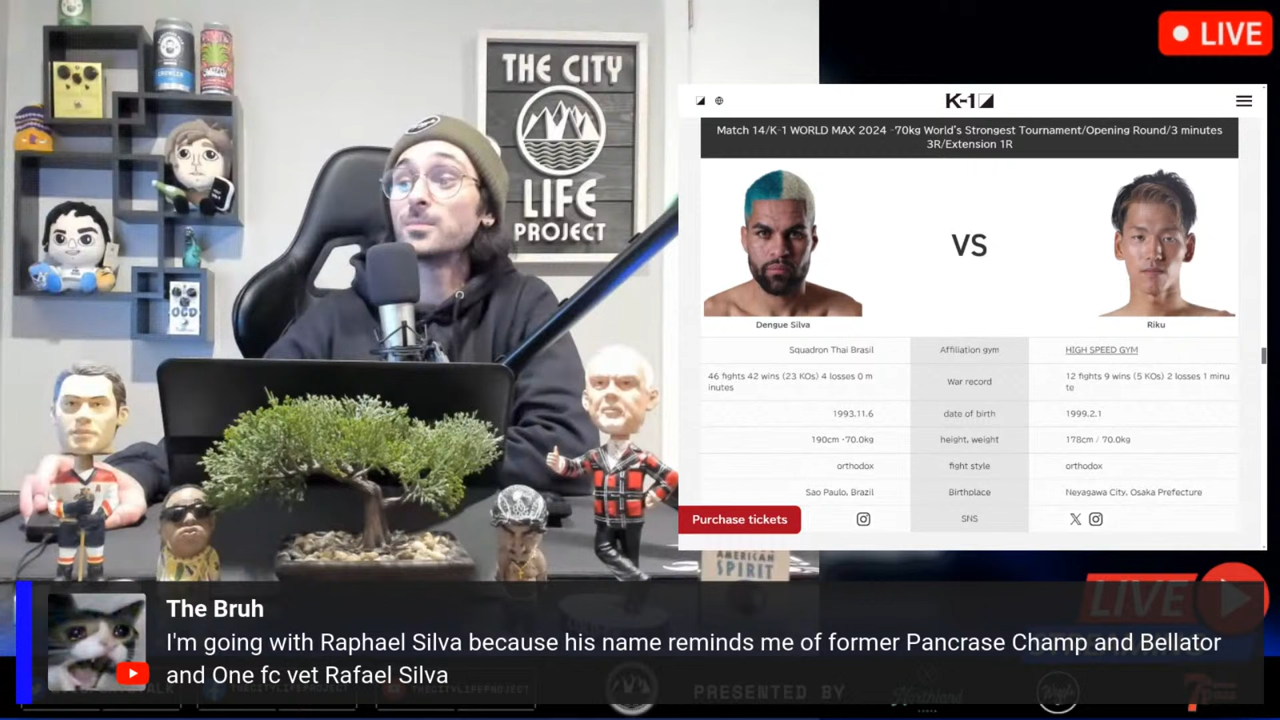 LIVE
THE CITY
LIFE
PROJECT
OCD
AMERICAN
SPIRIT
K-1
Match 14/K-1 WORLD MAX 2024 -70kg World's Strongest Tournament/Opening Round/3 minutes
3R/Extension 1R
VS
Dengue Silva
Riku
Squadron Thai Brasil
Affiliation gym
HIGH SPEED GYM
46 fights 42 wins (23 KOs) 4 losses 0 m
inutes
War record
12 fights 9 wins (5 KOs) 2 losses 1 minu
te
1993.11.6
date of birth
1999.2.1
190cm -70.0kg
height, weight
178cm / 70.0kg
orthodox
fight style
orthodox
Sao Paulo, Brazil
Birthplace
Neyagawa City, Osaka Prefecture
Purchase tickets
SNS
LIVE
The Bruh
I'm going with Raphael Silva because his name reminds me of former Pancrase Champ and Bellator
and One fc vet Rafael Silva
THECITYLIFEPROJECT
THECITYLIFEPROJECT
PRESENTED BY
Northland